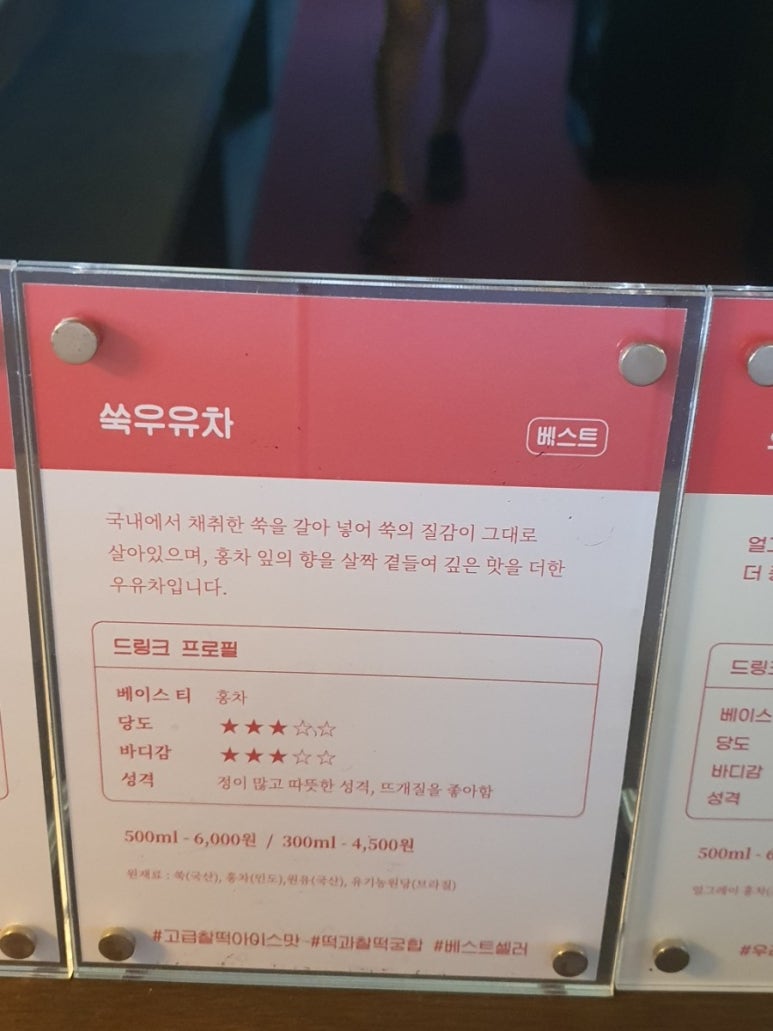 쑥우유차
베스트
국내에서 채취한 쑥을 갈아 넣어 쑥의 질감이 그대로
살아있으며, 홍차 잎의 향을 살짝 곁들여 깊은 맛을 더한
우유차입니다.
드링크 프로필
베이스 티 홍차
당도 ★★★☆☆
바디감 ★★★☆☆
성격 정이 많고 따뜻한 성격, 뜨개질을 좋아함
500ml - 6,000원 / 300ml - 4,500원
원재료 : 쑥(국산), 홍차(인도),원유(국산), 유기농원당(브라질)
#고급찰떡아이스맛 #떡과찰떡궁합 #베스트셀러
더
드링
베이스
당도
바디감
성격
500ml - 6
얼그레이 홍차